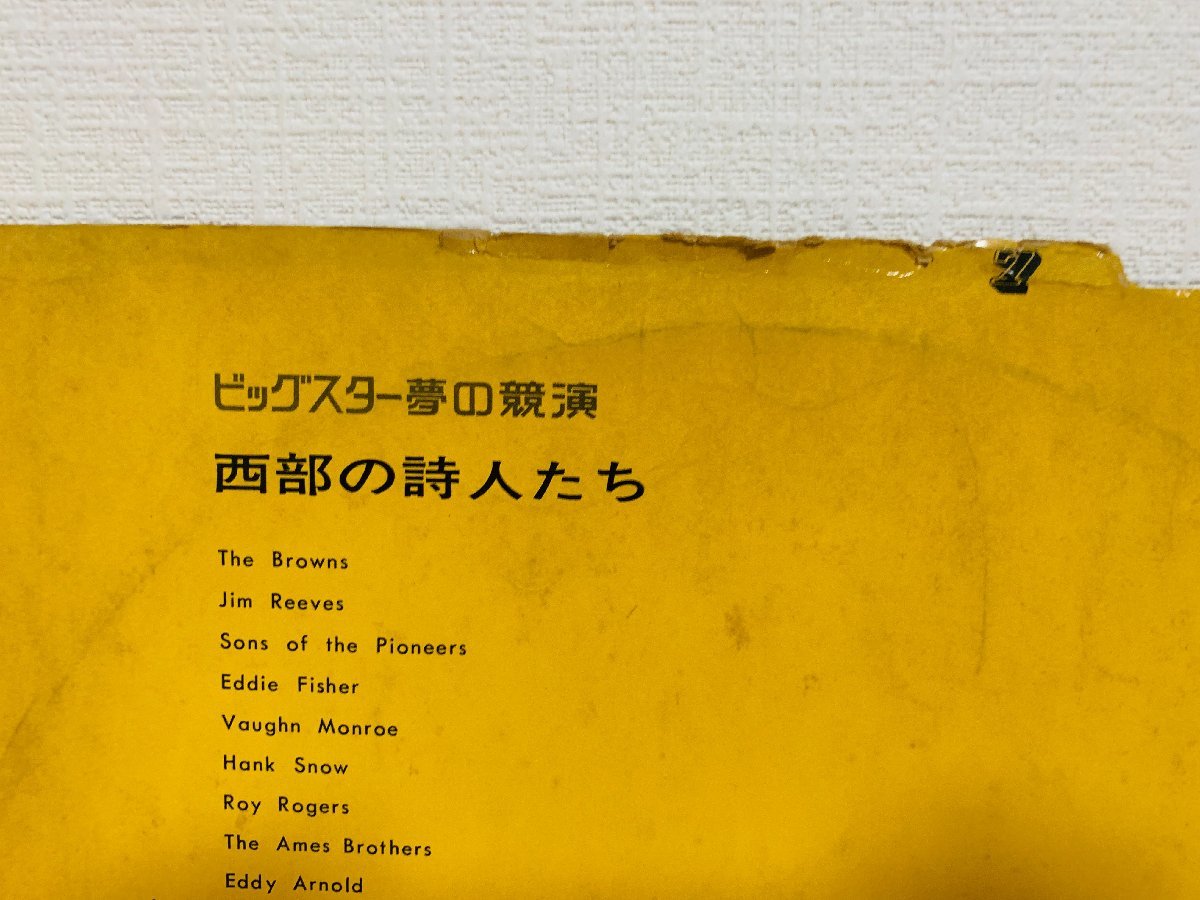 2
ビッグスター夢の競演
西部の詩人たち
The Browns
Jim Reeves
Sons of the Pioneers
Eddie Fisher
Vaughn Monroe
Hank Snow
Roy Rogers
The Ames Brothers
Eddy Arnold